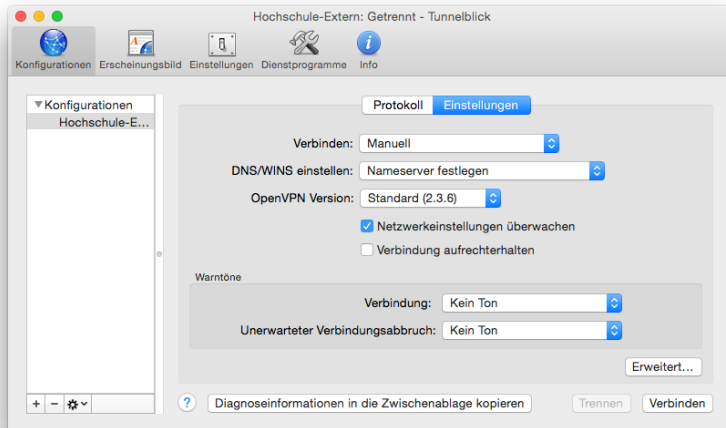 Hochschule-Extern: Getrennt - Tunnelblick
Konfigurationen Erscheinungsbild Einstellungen Dienstprogramme Info
Konfigurationen
Hochschule-E...
Protokoll Einstellungen
Verbinden: Manuell
DNS/WINS einstellen: Nameserver festlegen
OpenVPN Version: Standard (2.3.6)
Netzwerkeinstellungen überwachen
Verbindung aufrechterhalten
Warntöne
Verbindung: Kein Ton
Unerwarteter Verbindungsabbruch: Kein Ton
Erweitert...
? Diagnoseinformationen in die Zwischenablage kopieren Trennen Verbinden